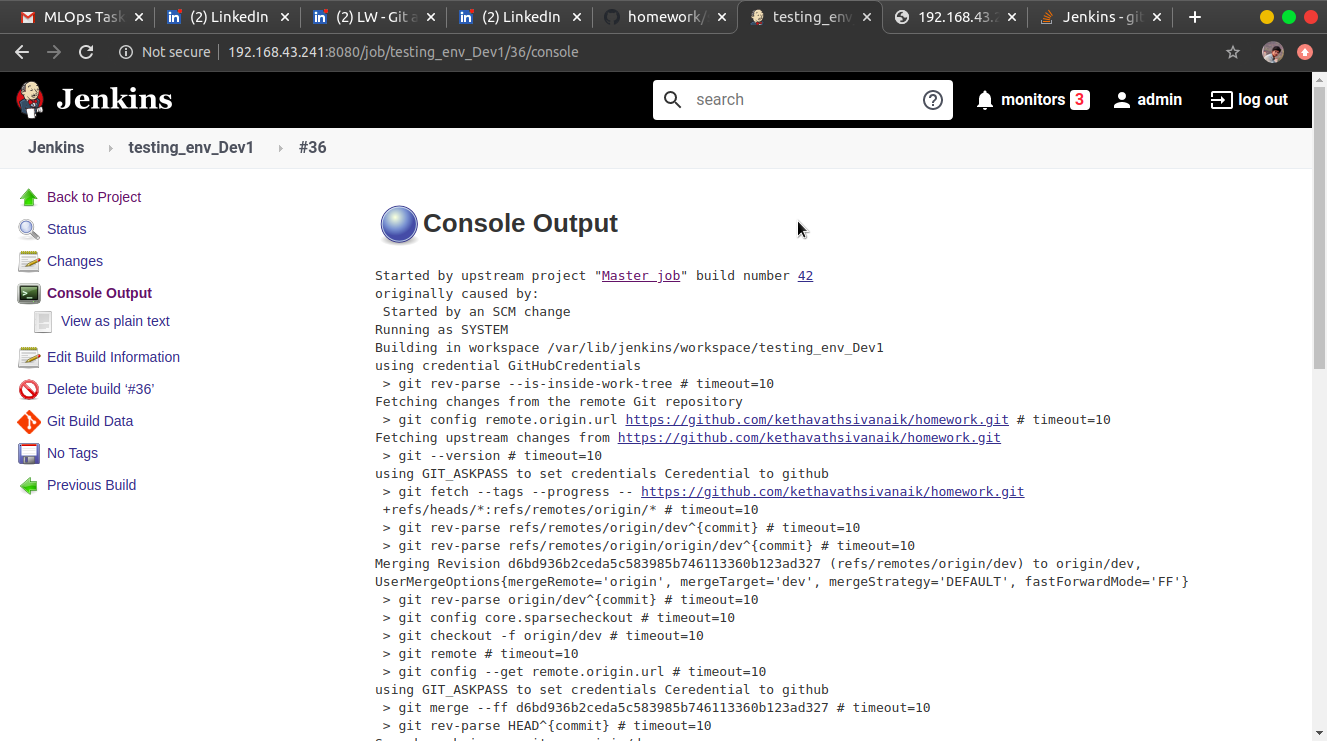 MLOps Task
(2) LinkedIn
(2) LW - Git a
(2) LinkedIn
homework/
testing_env
192.168.43.2
Jenkins - git
Not secure
192.168.43.241:8080/job/testing_env_Dev1/36/console
Jenkins
search
monitors 3
admin
log out
Jenkins
testing_env_Dev1
#36
Back to Project
Status
Changes
Console Output
View as plain text
Edit Build Information
Delete build ‘#36’
Git Build Data
No Tags
Previous Build
Console Output
Started by upstream project "Master job" build number 42
originally caused by:
Started by an SCM change
Running as SYSTEM
Building in workspace /var/lib/jenkins/workspace/testing_env_Dev1
using credential GitHubCredentials
> git rev-parse --is-inside-work-tree # timeout=10
Fetching changes from the remote Git repository
> git config remote.origin.url https://github.com/kethavathsivanaik/homework.git # timeout=10
Fetching upstream changes from https://github.com/kethavathsivanaik/homework.git
> git --version # timeout=10
using GIT_ASKPASS to set credentials Ceredential to github
> git fetch --tags --progress -- https://github.com/kethavathsivanaik/homework.git
+refs/heads/*:refs/remotes/origin/* # timeout=10
> git rev-parse refs/remotes/origin/dev^{commit} # timeout=10
> git rev-parse refs/remotes/origin/origin/dev^{commit} # timeout=10
Merging Revision d6bd936b2ceda5c583985b746113360b123ad327 (refs/remotes/origin/dev) to origin/dev,
UserMergeOptions{mergeRemote='origin', mergeTarget='dev', mergeStrategy='DEFAULT', fastForwardMode='FF'}
> git rev-parse origin/dev^{commit} # timeout=10
> git config core.sparsecheckout # timeout=10
> git checkout -f origin/dev # timeout=10
> git remote # timeout=10
> git config --get remote.origin.url # timeout=10
using GIT_ASKPASS to set credentials Ceredential to github
> git merge --ff d6bd936b2ceda5c583985b746113360b123ad327 # timeout=10
> git rev-parse HEAD^{commit} # timeout=10